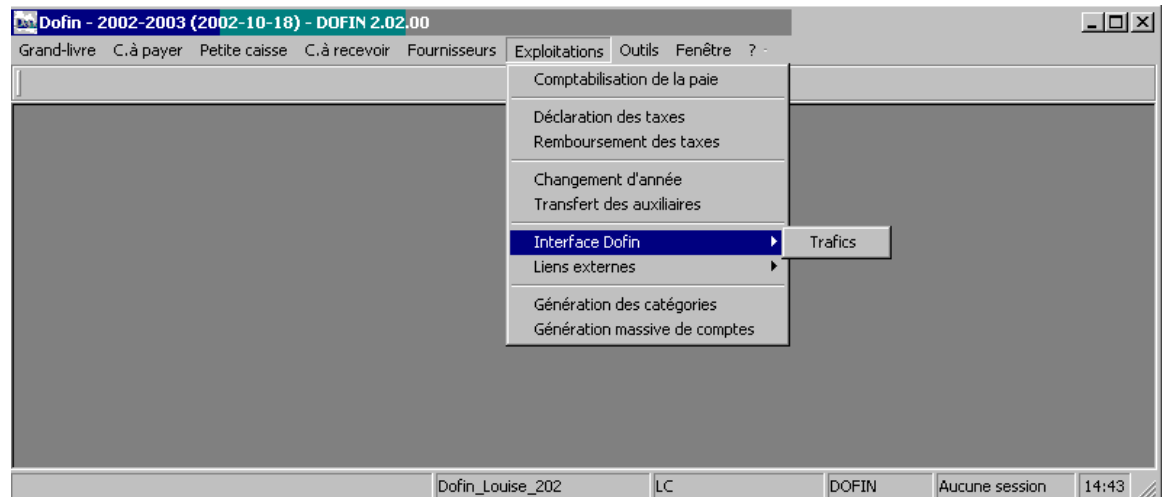 Dofin - 2002-2003 (2002-10-18) - DOFIN 2.02.00
Grand-livre C.à payer Petite caisse C.à recevoir Fournisseurs Exploitations Outils Fenêtre ?
Comptabilisation de la paie
Déclaration des taxes
Remboursement des taxes
Changement d'année
Transfert des auxiliaires
Interface Dofin Trafics
Liens externes
Génération des catégories
Génération massive de comptes
Dofin_Louise_202 LC DOFIN Aucune session 14:43